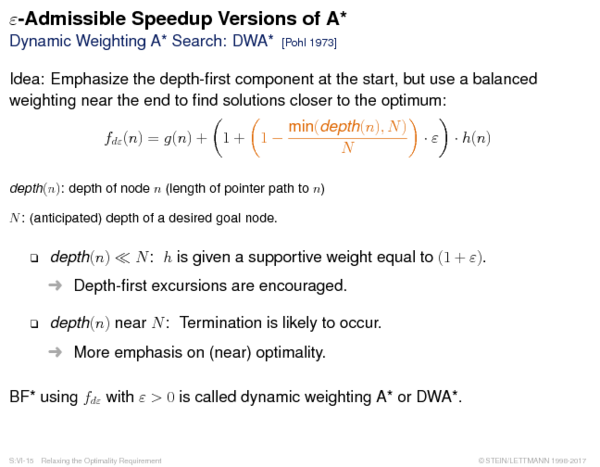 ε-Admissible Speedup Versions of A*
Dynamic Weighting A* Search: DWA* [Pohl 1973]
Idea: Emphasize the depth-first component at the start, but use a balanced
weighting near the end to find solutions closer to the optimum:
f_dε(n) = g(n) + (1 + (1 − min(depth(n), N) / N) · ε) · h(n)
depth(n): depth of node n (length of pointer path to n)
N: (anticipated) depth of a desired goal node.
❑ depth(n) ≪ N: h is given a supportive weight equal to (1 + ε).
➜ Depth-first excursions are encouraged.
❑ depth(n) near N: Termination is likely to occur.
➜ More emphasis on (near) optimality.
BF* using f_dε with ε > 0 is called dynamic weighting A* or DWA*.
S:VI-15 Relaxing the Optimality Requirement ©STEIN/LETTMANN 1998-2017